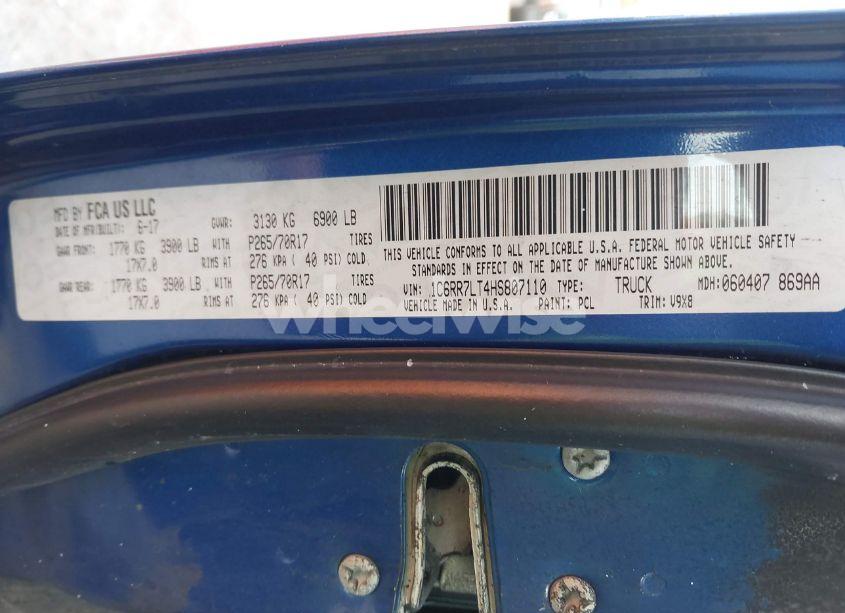 MFD BY FCA US LLC
DATE OF MFR(BUILT): 6-17 GVWR: 3130 KG 6900 LB
GAWR FRONT: 1770 KG 3900 LB WITH P265/70R17 TIRES
17X7.0 RIMS AT 276 KPA ( 40 PSI) COLD
GAWR REAR: 1770 KG 3900 LB WITH P265/70R17 TIRES
17X7.0 RIMS AT 276 KPA ( 40 PSI) COLD
THIS VEHICLE CONFORMS TO ALL APPLICABLE U.S.A. FEDERAL MOTOR VEHICLE SAFETY
STANDARDS IN EFFECT ON THE DATE OF MANUFACTURE SHOWN ABOVE.
VIN: 1C6RR7LT4HS807110 TYPE: TRUCK MDH: 060407 869AA
VEHICLE MADE IN U.S.A. PAINT: PCL TRIM: V9X8
wheelwise